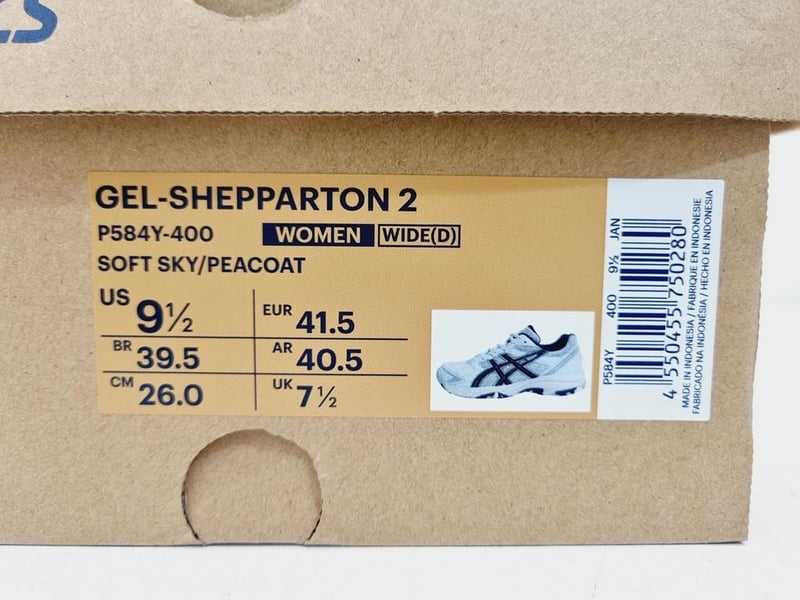 GEL-SHEPPARTON 2
P584Y-400 WOMEN WIDE(D)
SOFT SKY/PEACOAT
US 9½ EUR 41.5
BR 39.5 AR 40.5
CM 26.0 UK 7½
P584Y 400 9½ JAN
4 550455 750280
MADE IN INDONESIA / FABRIQUE EN INDONESIE
FABRICADO NA INDONÉSIA / HECHO EN INDONESIA